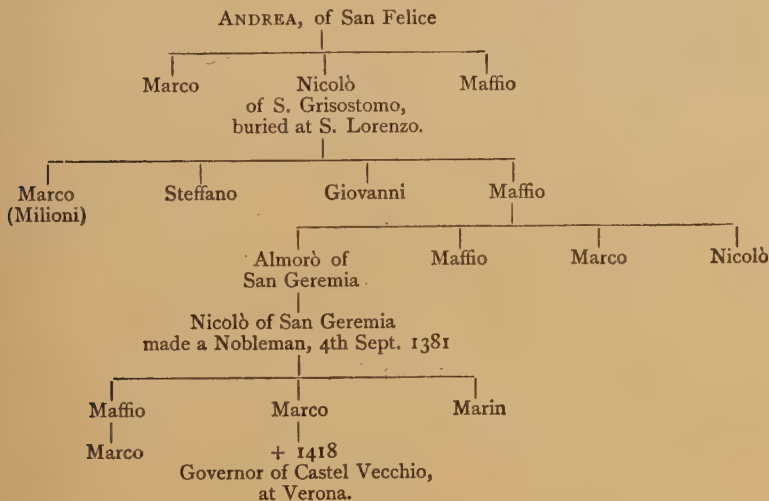 ANDREA, of San Felice
Marco Nicolò Maffio
of S. Grisostomo,
buried at S. Lorenzo.
Marco Steffano Giovanni Maffio
(Milioni)
Almorò of Maffio Marco Nicolò
San Geremia
Nicolò of San Geremia
made a Nobleman, 4th Sept. 1381
Maffio Marco Marin
Marco + 1418
Governor of Castel Vecchio,
at Verona.